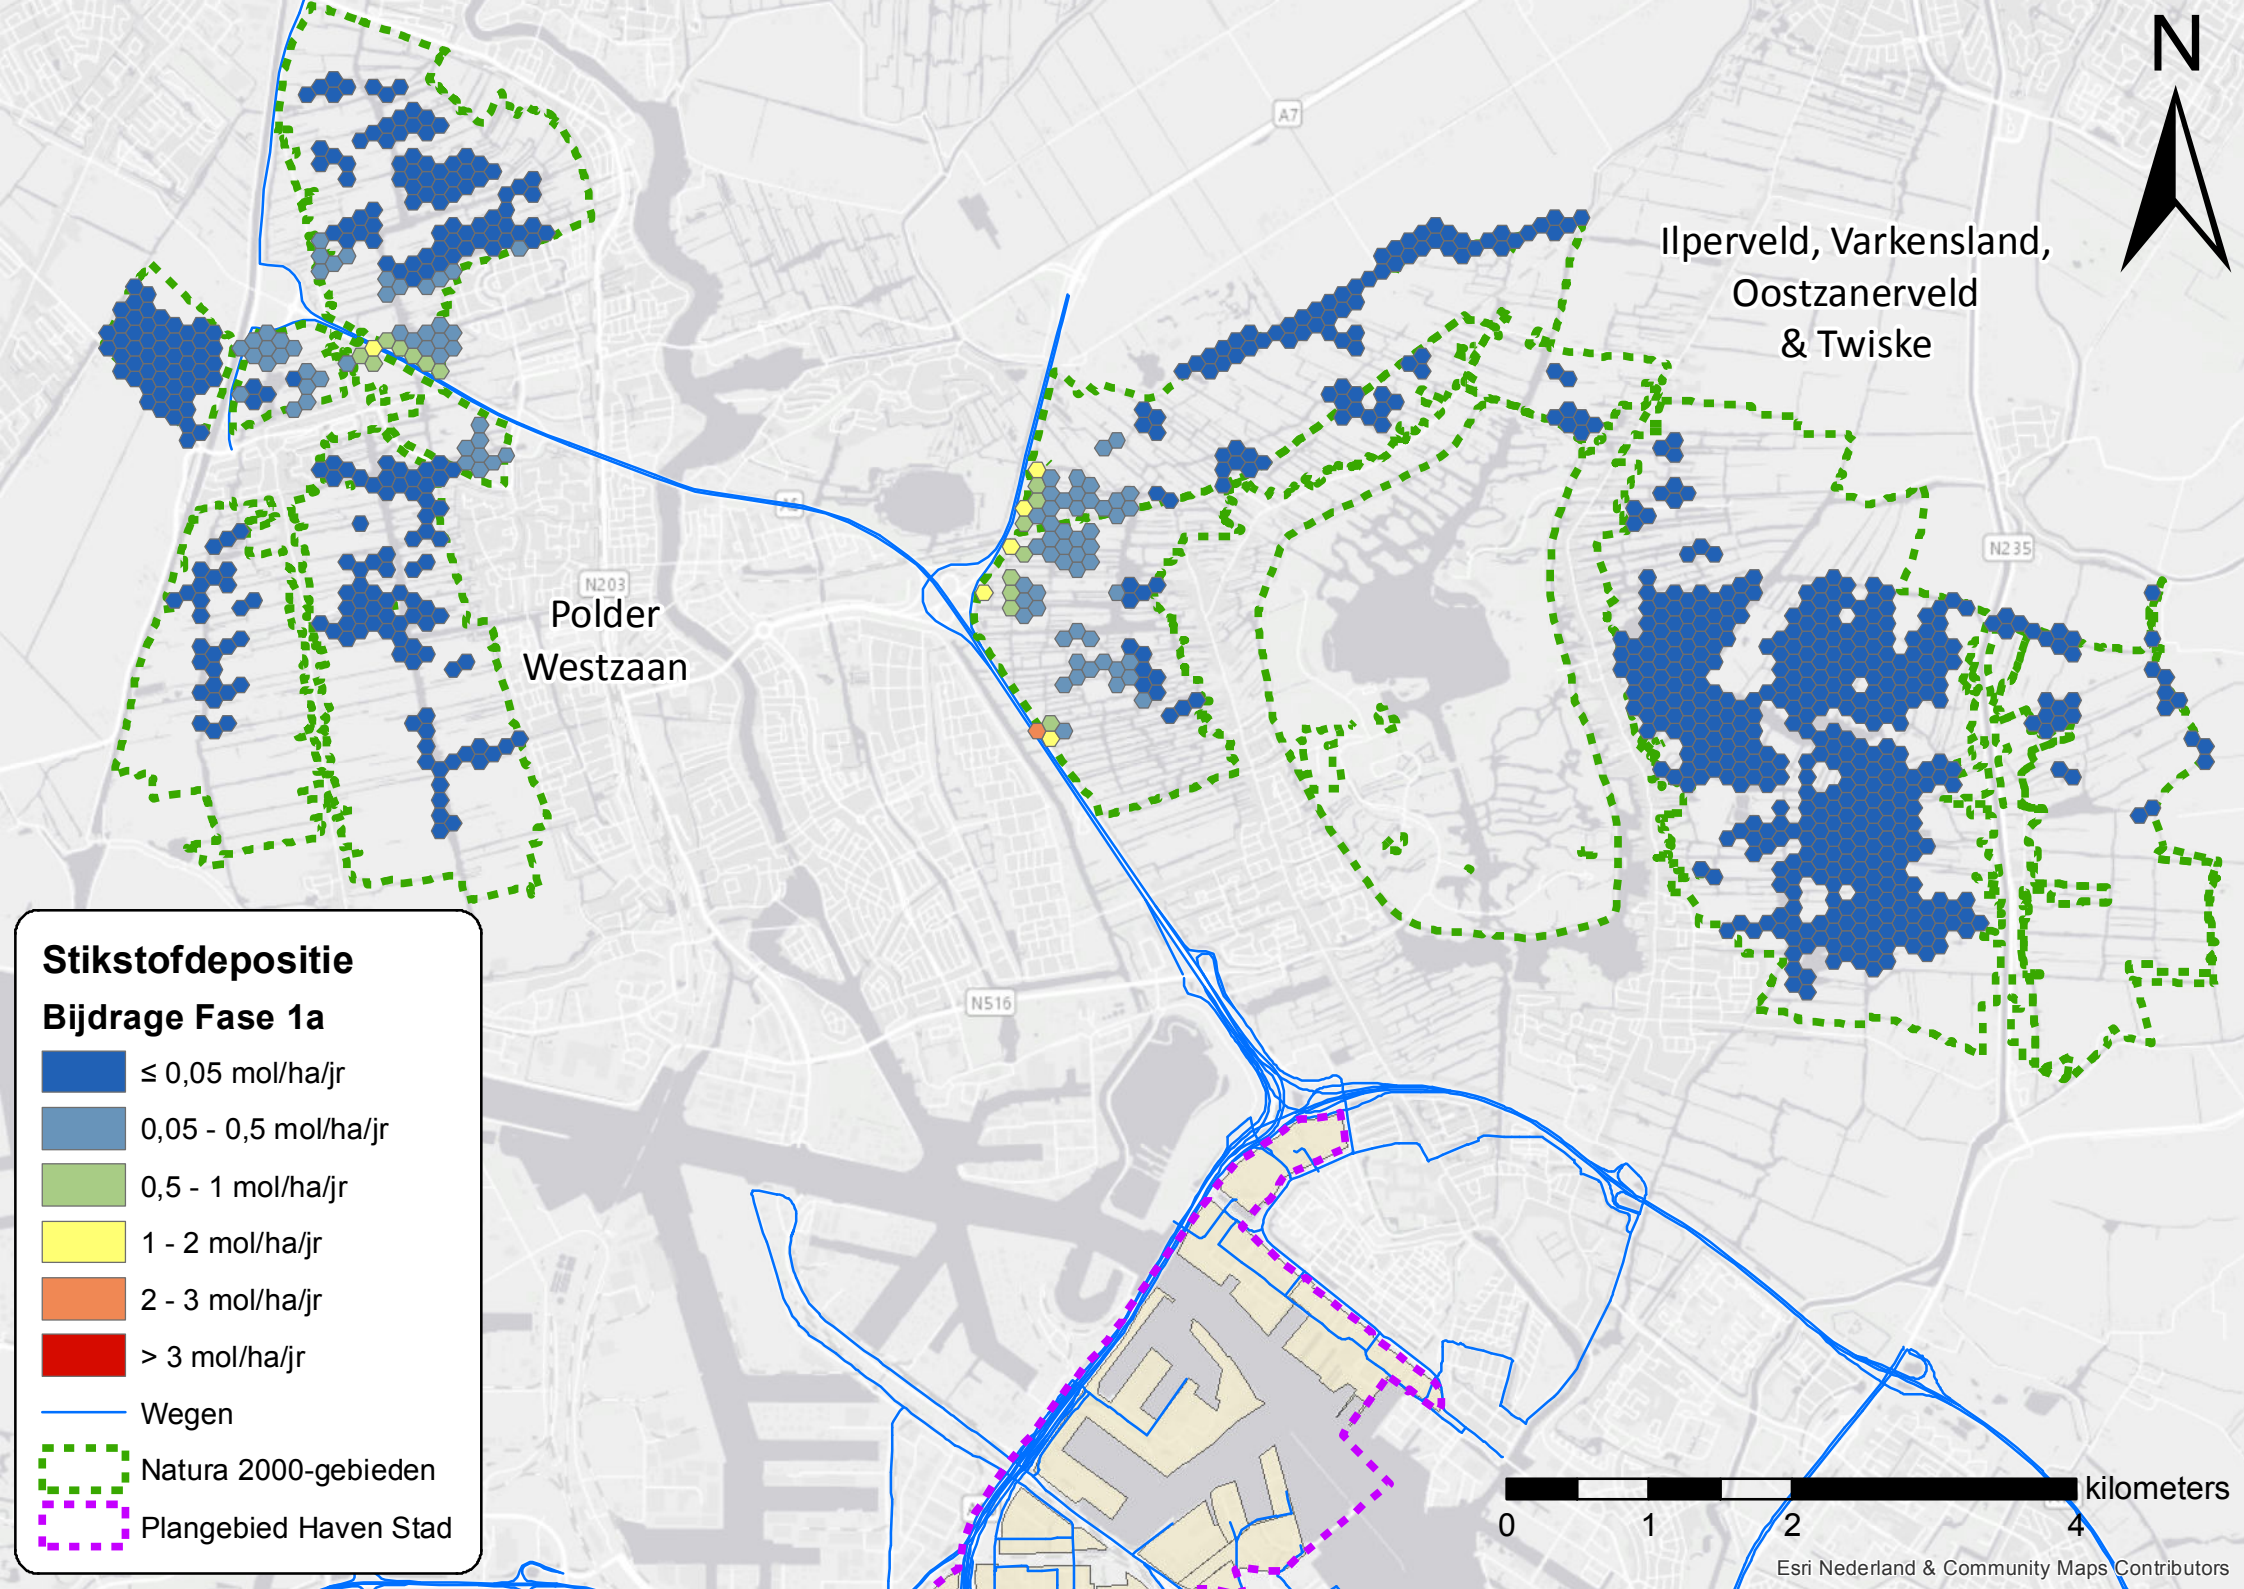 N
A7
Ilperveld, Varkensland,
Oostzanerveld
& Twiske
N235
N203
Polder
Westzaan
N516
Stikstofdepositie
Bijdrage Fase 1a
≤ 0,05 mol/ha/jr
0,05 - 0,5 mol/ha/jr
0,5 - 1 mol/ha/jr
1 - 2 mol/ha/jr
2 - 3 mol/ha/jr
> 3 mol/ha/jr
Wegen
Natura 2000-gebieden
Plangebied Haven Stad
kilometers
0 1 2 4
Esri Nederland & Community Maps Contributors